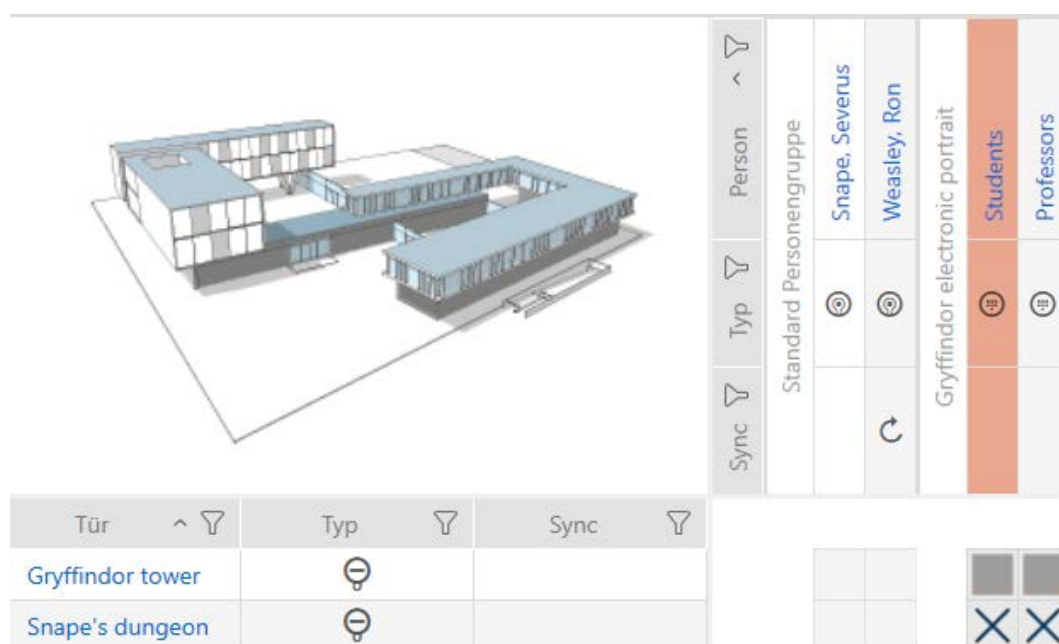 Person
Typ
Sync
Standard Personengruppe
Snape, Severus
Weasley, Ron
Gryffindor electronic portrait
Students
Professors
Tür
Typ
Sync
Gryffindor tower
Snape's dungeon